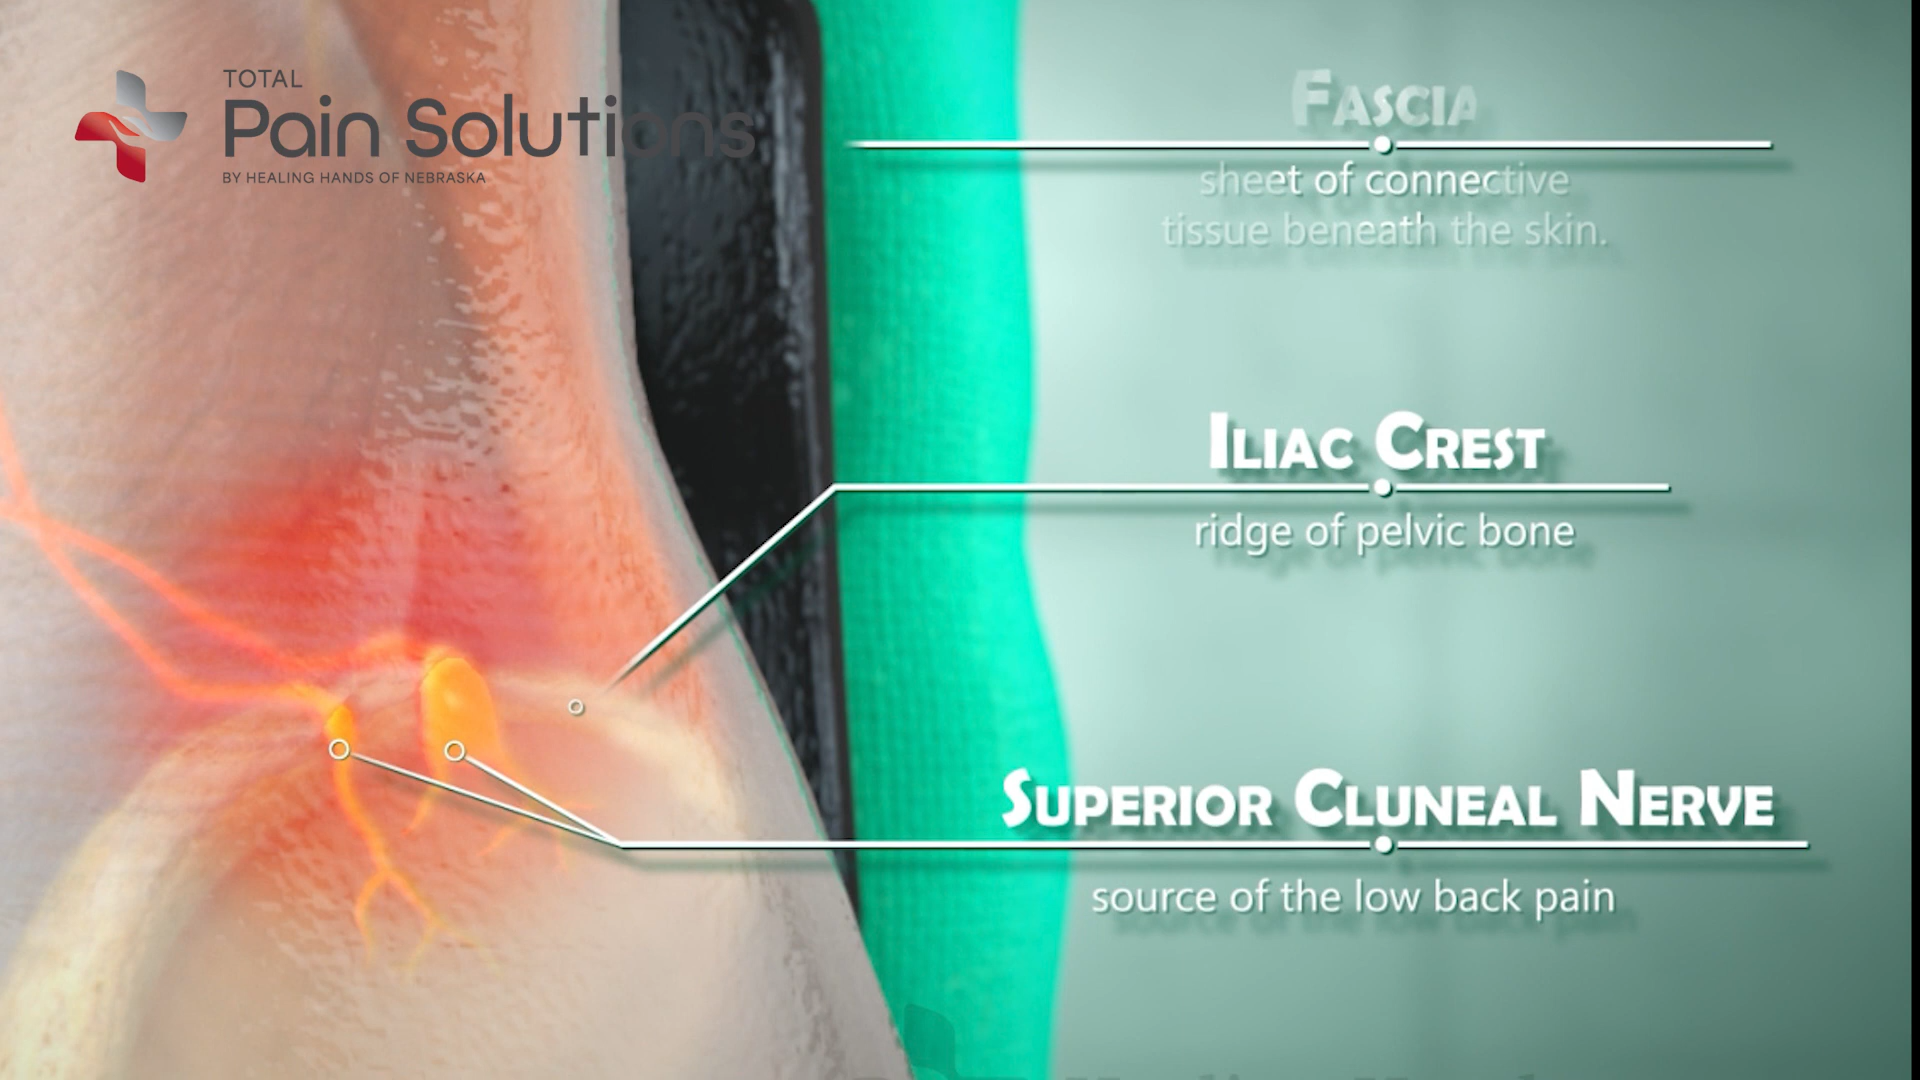 TOTAL
Pain Solutions
BY HEALING HANDS OF NEBRASKA
FASCIA
sheet of connective
tissue beneath the skin.
ILIAC CREST
ridge of pelvic bone
SUPERIOR CLUNEAL NERVE
source of the low back pain